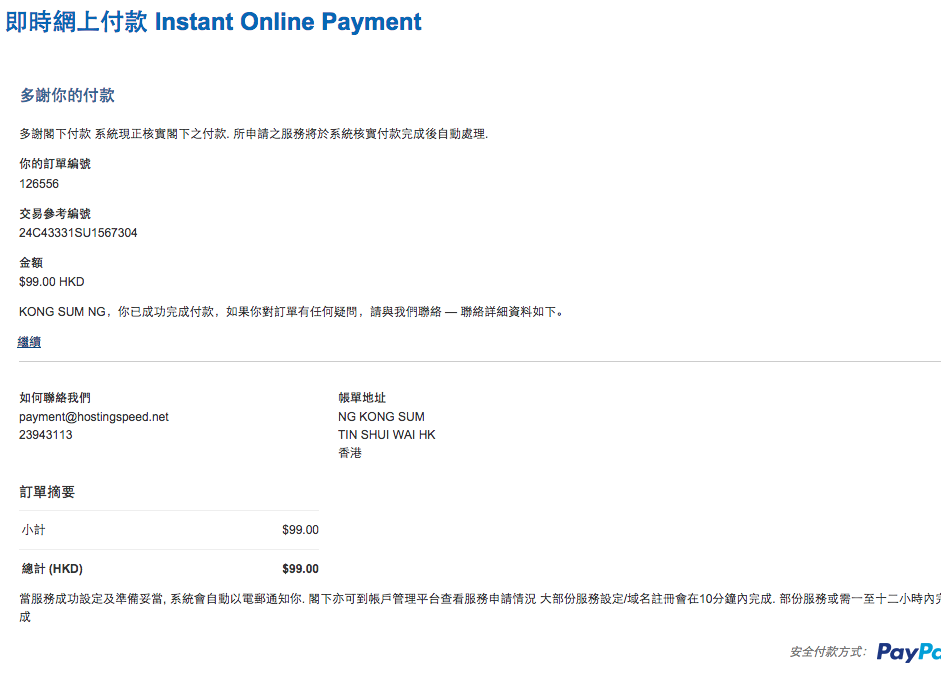 即時網上付款 Instant Online Payment
多謝你的付款
多謝閣下付款 系統現正核實閣下之付款. 所申請之服務將於系統核實付款完成後自動處理.
你的訂單編號
126556
交易參考編號
24C43331SU1567304
金額
$99.00 HKD
KONG SUM NG，你已成功完成付款，如果你對訂單有任何疑問，請與我們聯絡 — 聯絡詳細資料如下。
繼續
如何聯絡我們
payment@hostingspeed.net
23943113
帳單地址
NG KONG SUM
TIN SHUI WAI HK
香港
訂單摘要
小計 $99.00
總計 (HKD) $99.00
當服務成功設定及準備妥當, 系統會自動以電郵通知你. 閣下亦可到帳戶管理平台查看服務申請情況 大部份服務設定/域名註冊會在10分鐘內完成. 部份服務或需一至十二小時內完
成
安全付款方式： PayPa